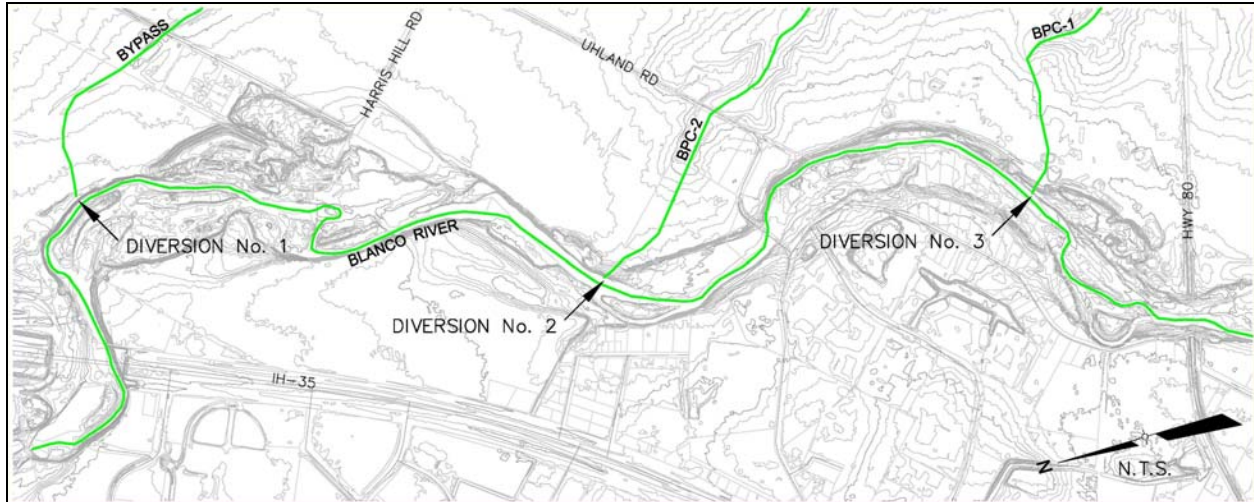 BYPASS
HARRIS HILL RD
UHLAND RD
BPC-2
BPC-1
HWY 80
DIVERSION No. 1
BLANCO RIVER
DIVERSION No. 2
DIVERSION No. 3
IH-35
N
N.T.S.